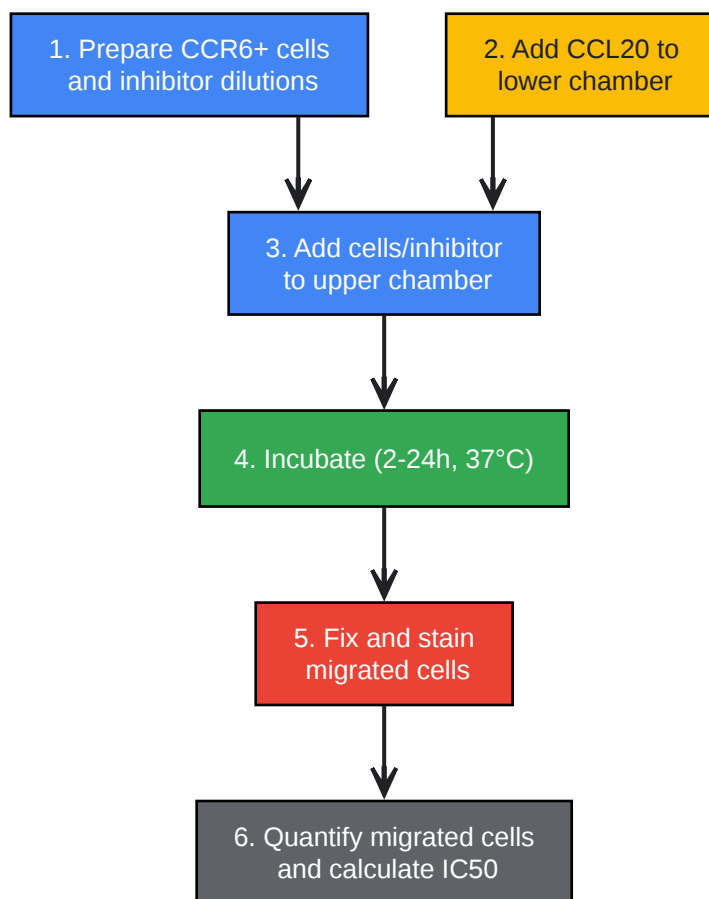 1. Prepare CCR6+ cells
and inhibitor dilutions
2. Add CCL20 to
lower chamber
3. Add cells/inhibitor
to upper chamber
4. Incubate (2-24h, 37°C)
5. Fix and stain
migrated cells
6. Quantify migrated cells
and calculate IC50